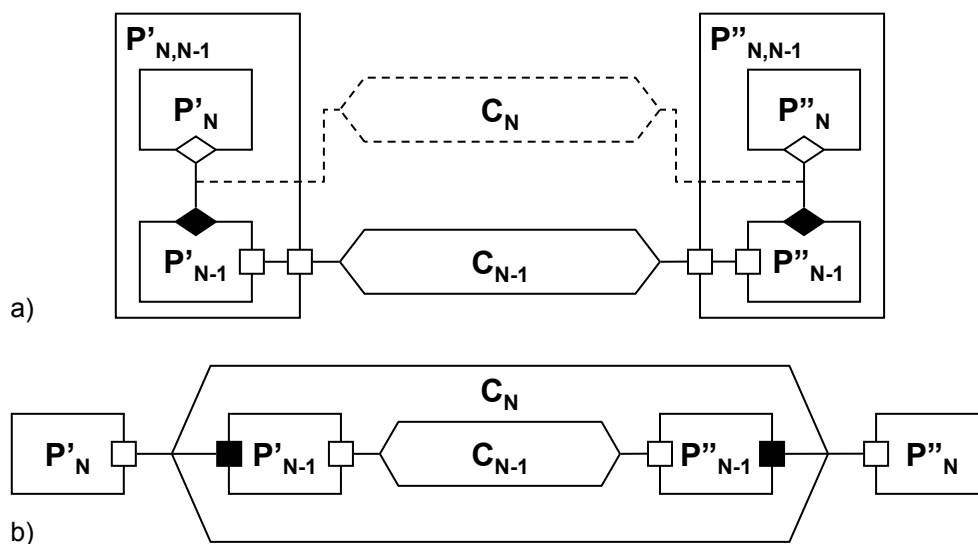 P'N,N-1
P"N,N-1
P'N
CN
P"N
P'N-1
CN-1
P"N-1
a)
CN
P'N
P'N-1
CN-1
P"N-1
P"N
b)